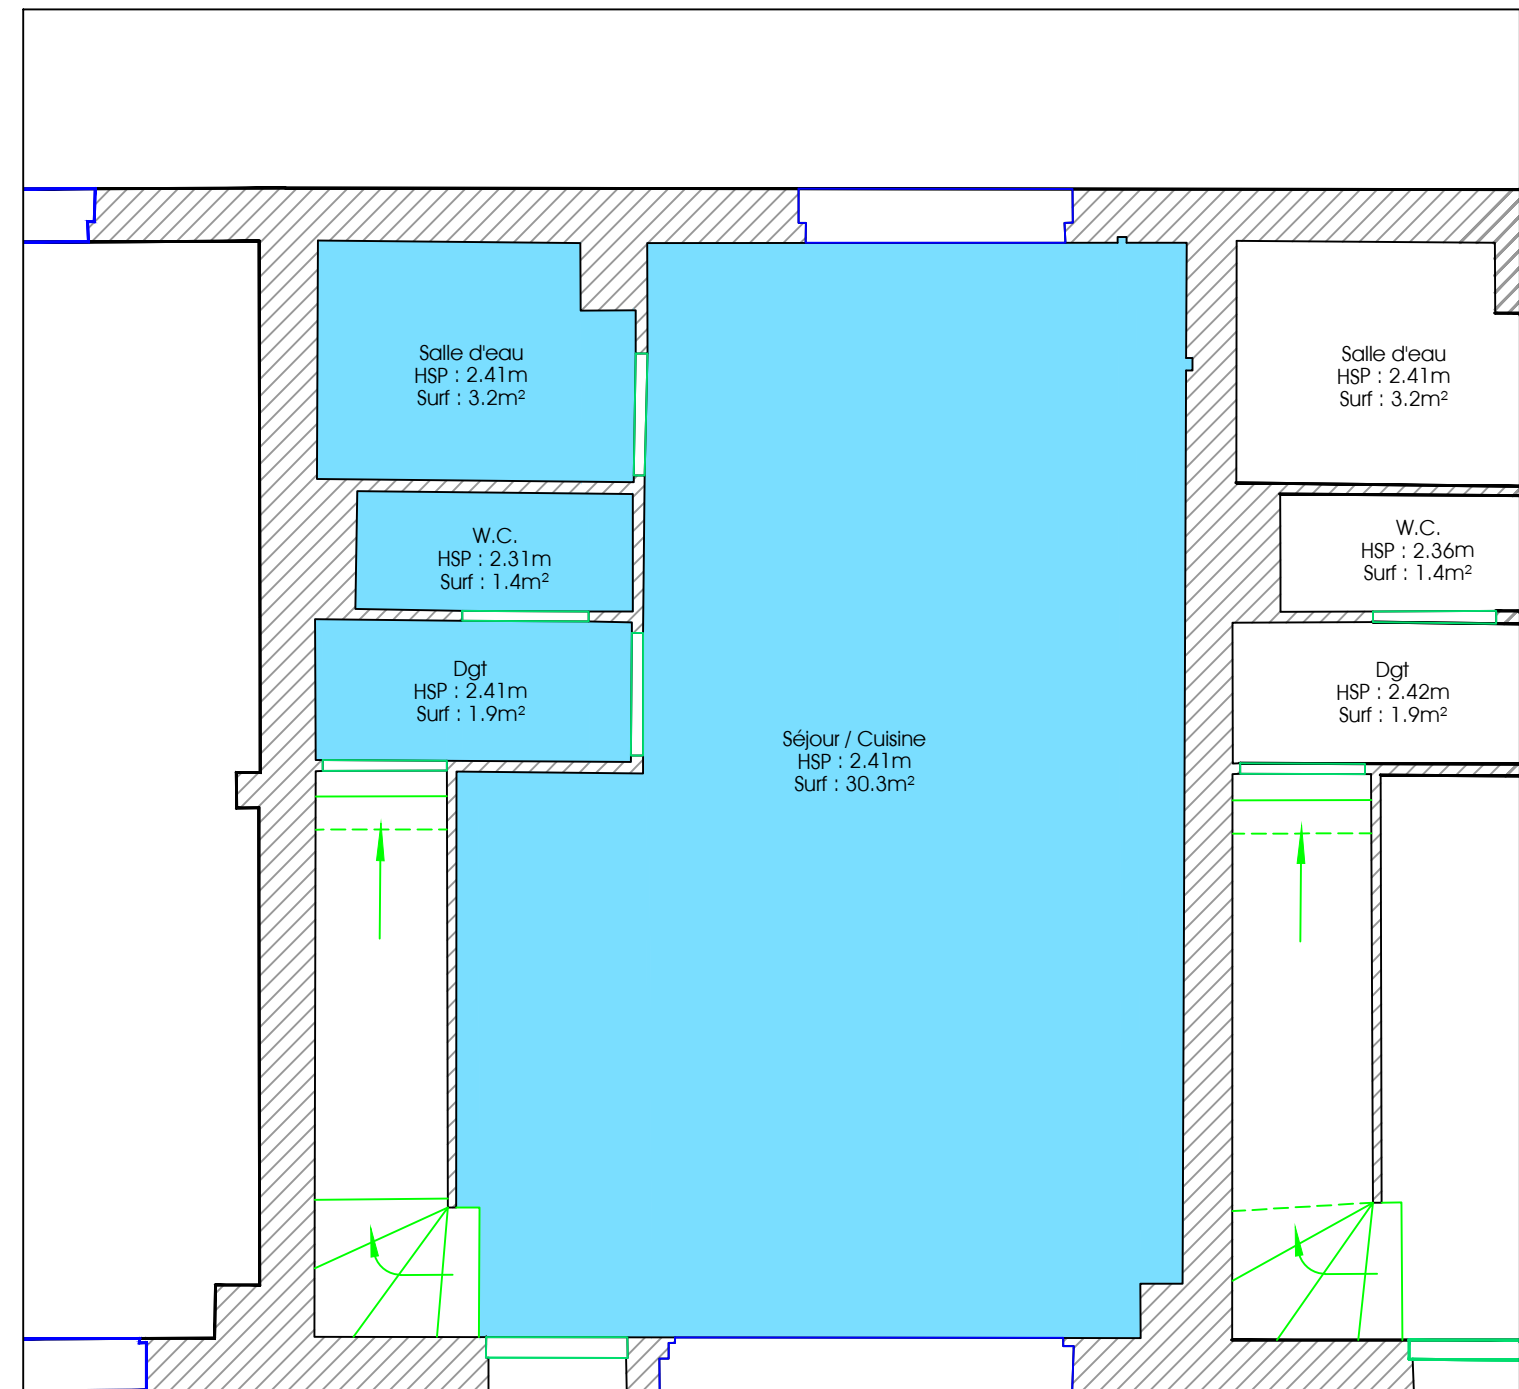 Salle d'eau
HSP : 2.41m
Surf : 3.2m²
W.C.
HSP : 2.31m
Surf : 1.4m²
Dgt
HSP : 2.41m
Surf : 1.9m²
Séjour / Cuisine
HSP : 2.41m
Surf : 30.3m²
Salle d'eau
HSP : 2.41m
Surf : 3.2m²
W.C.
HSP : 2.36m
Surf : 1.4m²
Dgt
HSP : 2.42m
Surf : 1.9m²